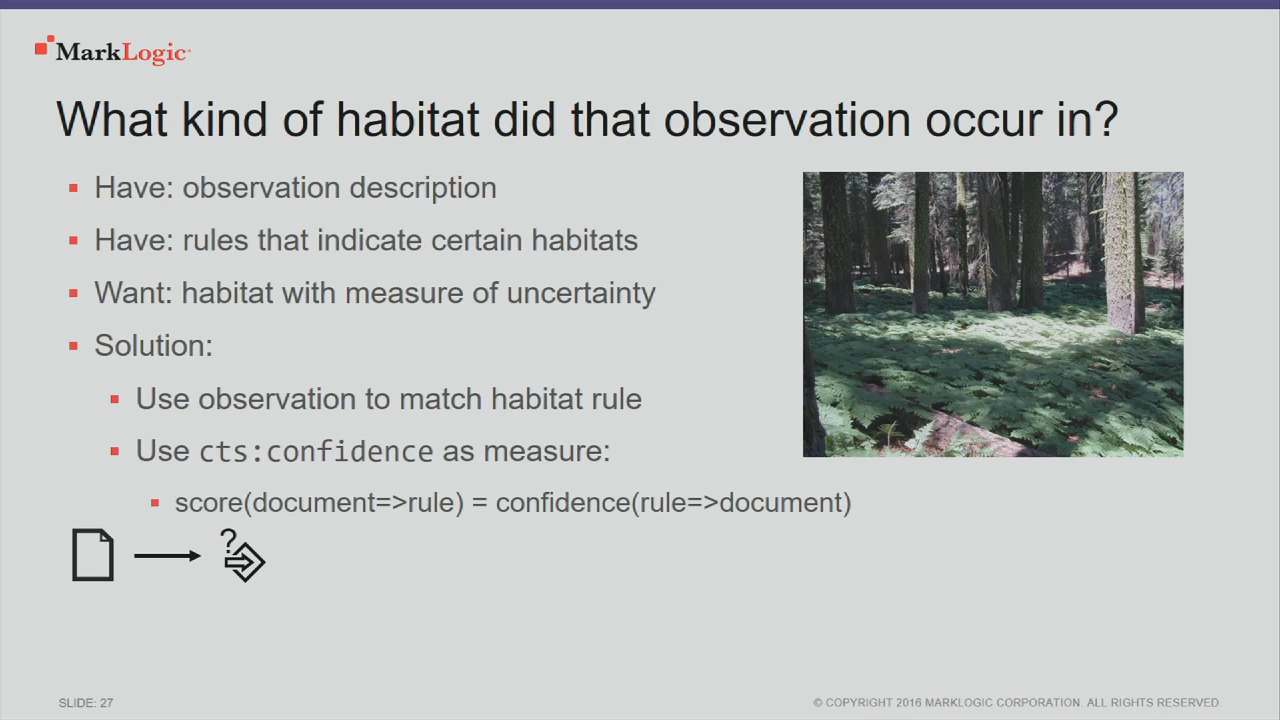 MarkLogic
What kind of habitat did that observation occur in?
Have: observation description
Have: rules that indicate certain habitats
Want: habitat with measure of uncertainty
Solution:
Use observation to match habitat rule
Use cts:confidence as measure:
score(document=>rule) = confidence(rule=>document)
?
SLIDE: 27
© COPYRIGHT 2016 MARKLOGIC CORPORATION. ALL RIGHTS RESERVED.